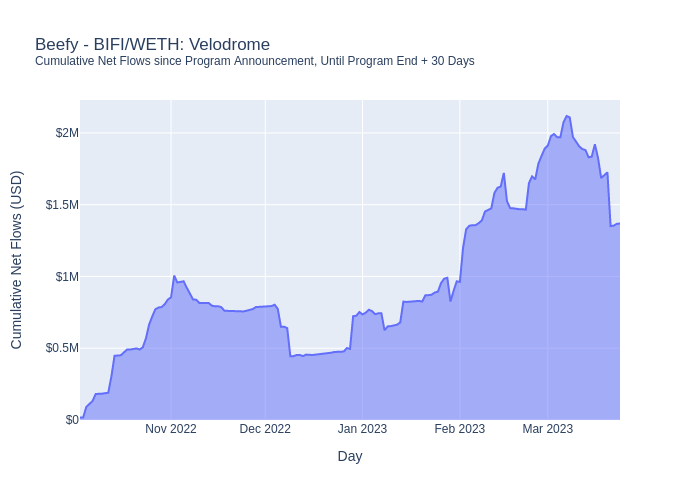 Beefy - BIFI/WETH: Velodrome
Cumulative Net Flows since Program Announcement, Until Program End + 30 Days
Cumulative Net Flows (USD)
$2M
$1.5M
$1M
$0.5M
$0
Nov 2022
Dec 2022
Jan 2023
Feb 2023
Mar 2023
Day